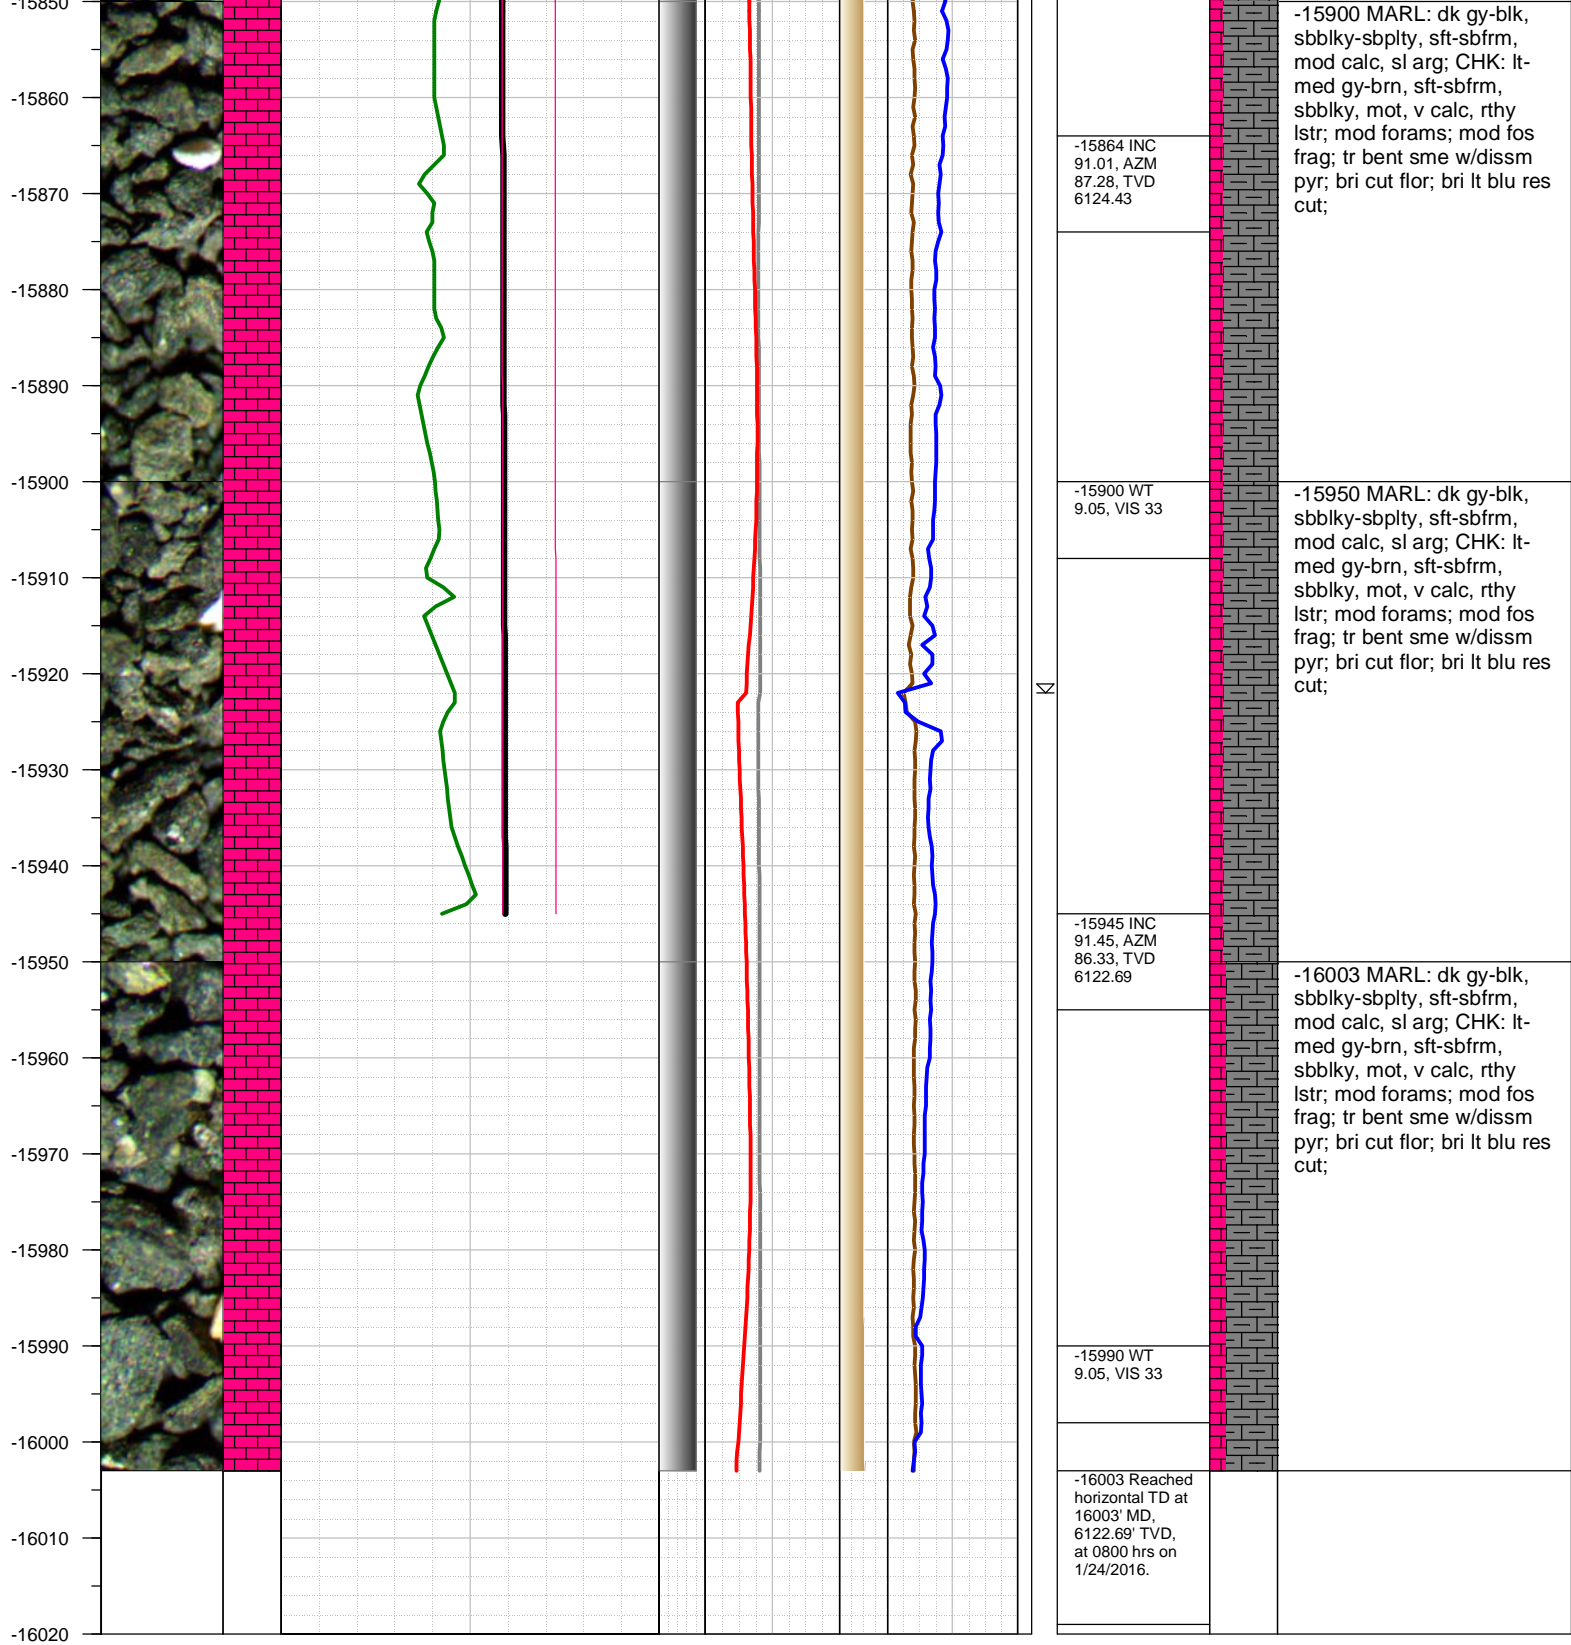 -15850
-15860
-15870
-15880
-15890
-15900
-15910
-15920
-15930
-15940
-15950
-15960
-15970
-15980
-15990
-16000
-16010
-16020
-15864 INC
91.01, AZM
87.28, TVD
6124.43
-15900 WT
9.05, VIS 33
-15945 INC
91.45, AZM
86.33, TVD
6122.69
-15990 WT
9.05, VIS 33
-16003 Reached
horizontal TD at
16003' MD,
6122.69' TVD,
at 0800 hrs on
1/24/2016.
-15900 MARL: dk gy-blk,
sbblky-sbplty, sft-sbfrm,
mod calc, sl arg; CHK: lt-
med gy-brn, sft-sbfrm,
sbblky, mot, v calc, rthy
lstr; mod forams; mod fos
frag; tr bent sme w/dissm
pyr; bri cut flor; bri lt blu res
cut;
-15950 MARL: dk gy-blk,
sbblky-sbplty, sft-sbfrm,
mod calc, sl arg; CHK: lt-
med gy-brn, sft-sbfrm,
sbblky, mot, v calc, rthy
lstr; mod forams; mod fos
frag; tr bent sme w/dissm
pyr; bri cut flor; bri lt blu res
cut;
-16003 MARL: dk gy-blk,
sbblky-sbplty, sft-sbfrm,
mod calc, sl arg; CHK: lt-
med gy-brn, sft-sbfrm,
sbblky, mot, v calc, rthy
lstr; mod forams; mod fos
frag; tr bent sme w/dissm
pyr; bri cut flor; bri lt blu res
cut;